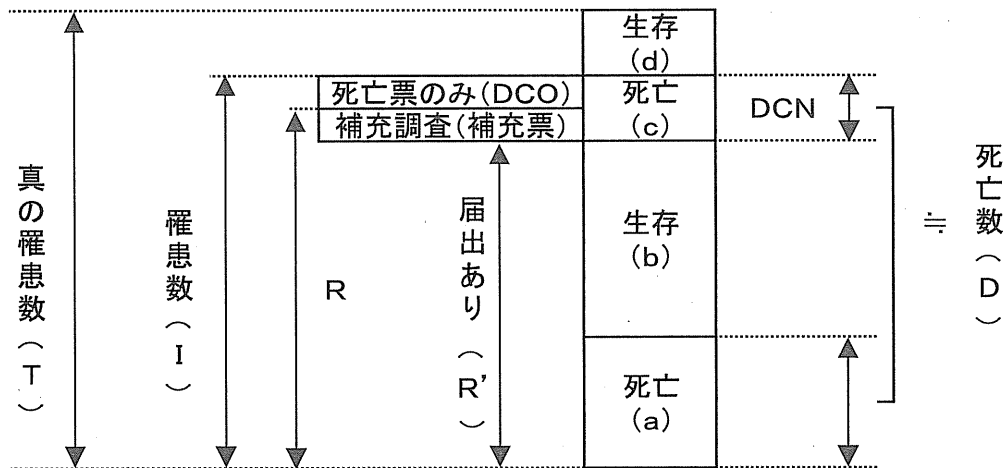 生存
(d)
死亡票のみ(DCO)
補充調査(補充票)
死亡
(c)
DCN
真の罹患数(T)
罹患数(I)
R
届出あり(R’)
生存
(b)
≒
死亡数(D)
死亡
(a)